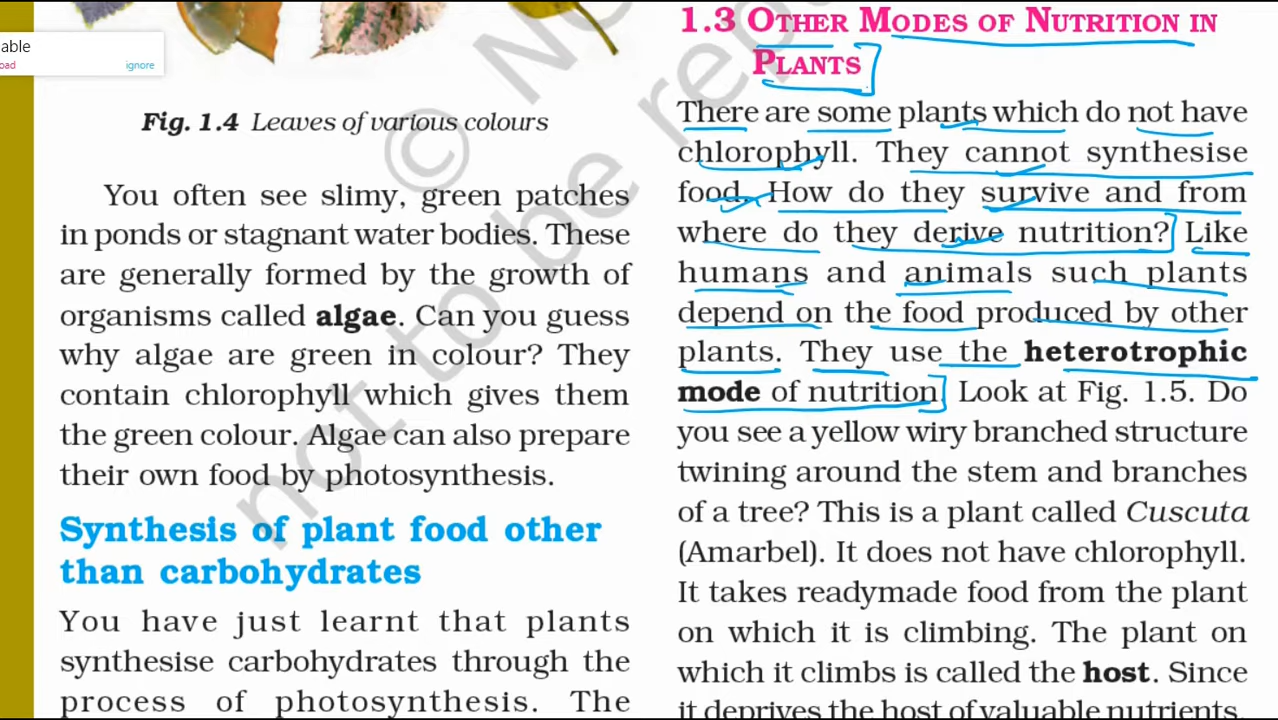 able
oad ignore
Fig. 1.4 Leaves of various colours
You often see slimy, green patches
in ponds or stagnant water bodies. These
are generally formed by the growth of
organisms called algae. Can you guess
why algae are green in colour? They
contain chlorophyll which gives them
the green colour. Algae can also prepare
their own food by photosynthesis.
Synthesis of plant food other
than carbohydrates
You have just learnt that plants
synthesise carbohydrates through the
process of photosynthesis. The
1.3 OTHER MODES OF NUTRITION IN
PLANTS
There are some plants which do not have
chlorophyll. They cannot synthesise
food. How do they survive and from
where do they derive nutrition? Like
humans and animals such plants
depend on the food produced by other
plants. They use the heterotrophic
mode of nutrition. Look at Fig. 1.5. Do
you see a yellow wiry branched structure
twining around the stem and branches
of a tree? This is a plant called Cuscuta
(Amarbel). It does not have chlorophyll.
It takes readymade food from the plant
on which it is climbing. The plant on
which it climbs is called the host. Since
it deprives the host of valuable nutrients,
© N
not to be rep